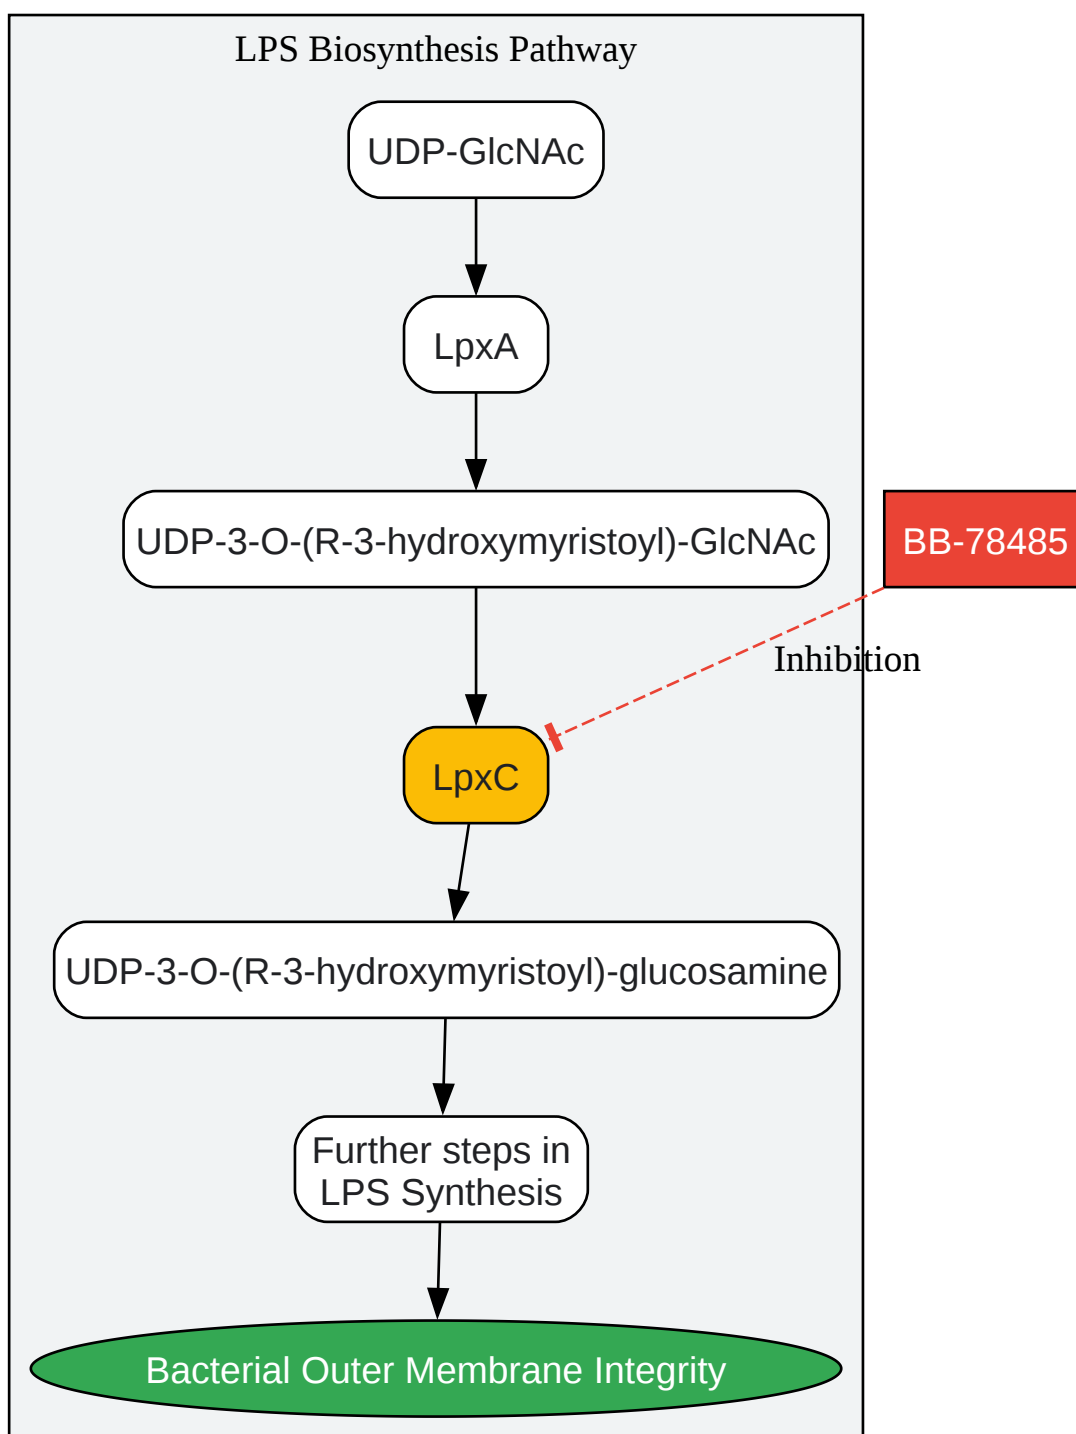 LPS Biosynthesis Pathway
UDP-GlcNAc
LpxA
UDP-3-O-(R-3-hydroxymyristoyl)-GlcNAc
BB-78485
Inhibition
LpxC
UDP-3-O-(R-3-hydroxymyristoyl)-glucosamine
Further steps in
LPS Synthesis
Bacterial Outer Membrane Integrity